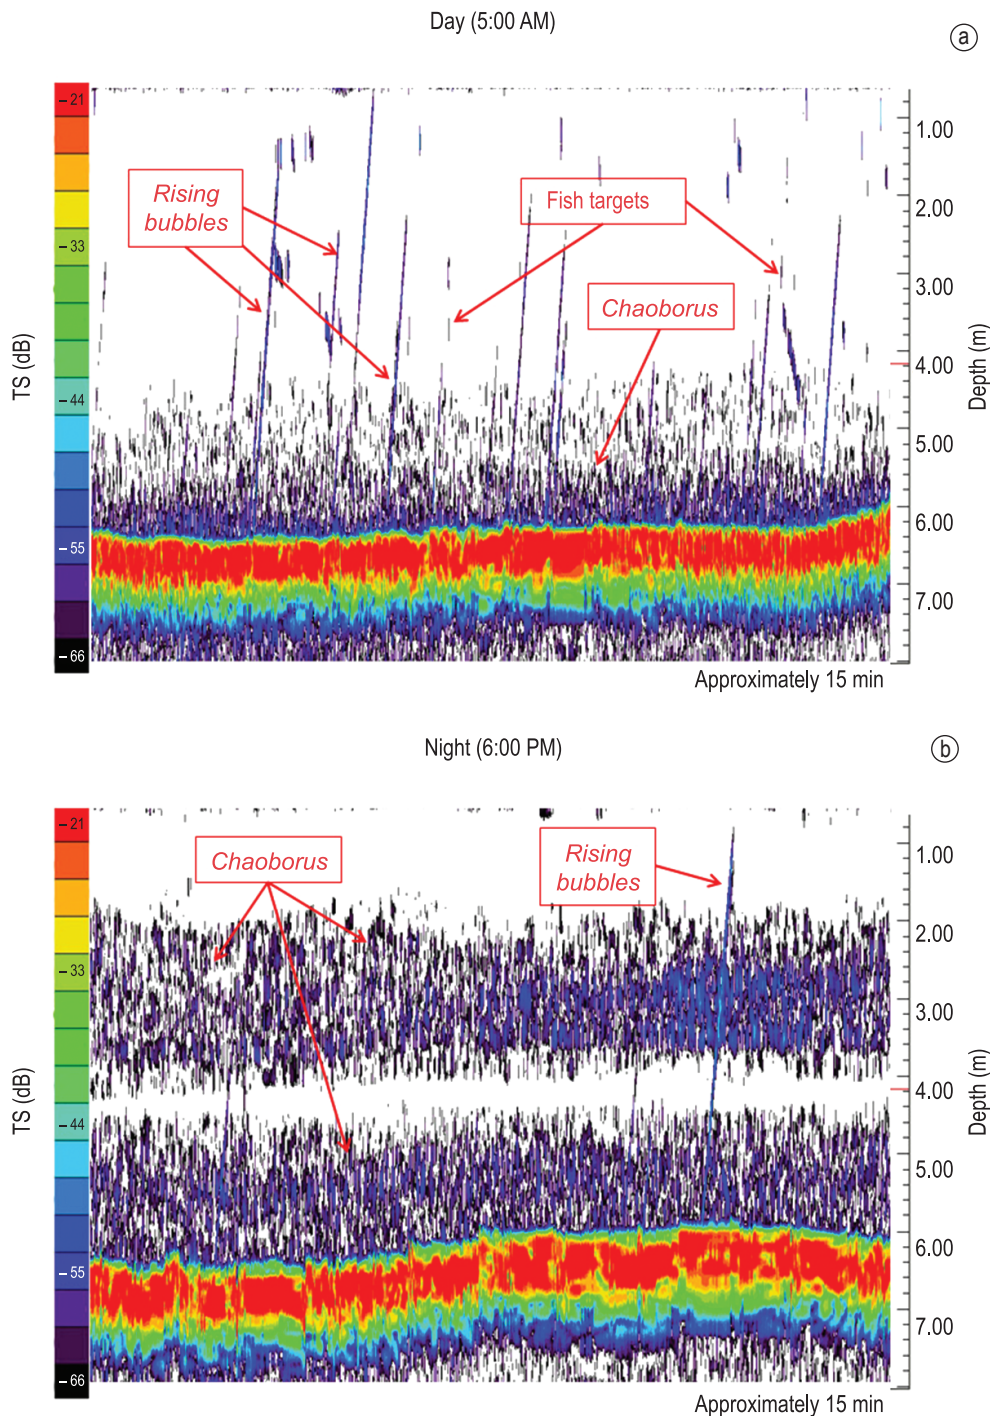 Day (5:00 AM)
a
– 21
– 33
– 44
– 55
– 66
TS (dB)
Rising
bubbles
Fish targets
Chaoborus
1.00
2.00
3.00
4.00
5.00
6.00
7.00
Depth (m)
Approximately 15 min
Night (6:00 PM)
b
– 21
– 33
– 44
– 55
– 66
TS (dB)
Chaoborus
Rising
bubbles
1.00
2.00
3.00
4.00
5.00
6.00
7.00
Depth (m)
Approximately 15 min